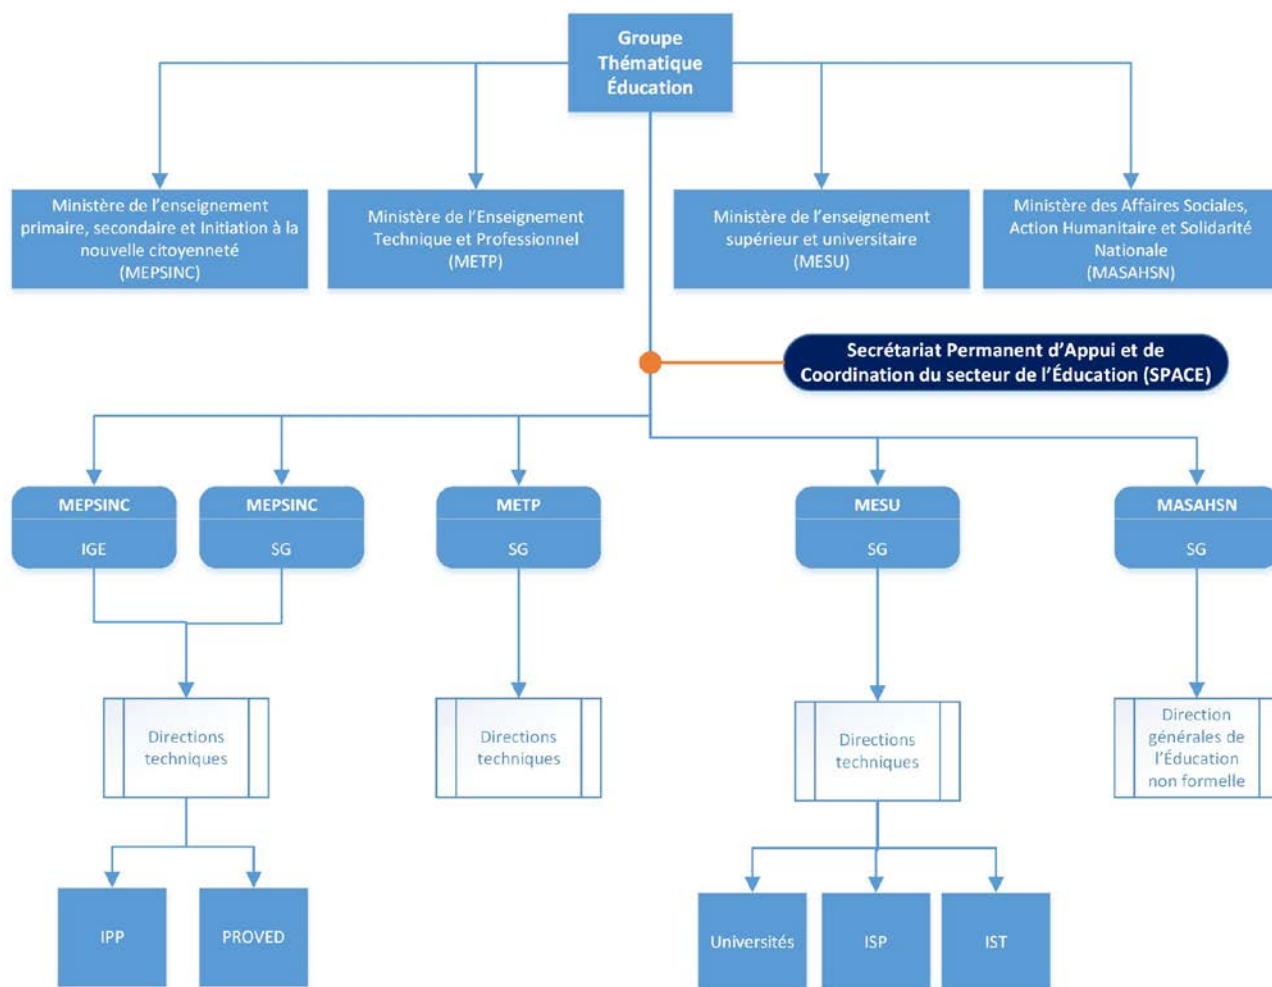 Groupe
Thématique
Éducation
Ministère de l'enseignement
primaire, secondaire et Initiation à la
nouvelle citoyenneté
(MEPSINC)
Ministère de l'Enseignement
Technique et Professionnel
(METP)
Ministère de l'enseignement
supérieur et universitaire
(MESU)
Ministère des Affaires Sociales,
Action Humanitaire et Solidarité
Nationale
(MASAHSN)
Secrétariat Permanent d'Appui et de
Coordination du secteur de l'Éducation (SPACE)
MEPSINC
IGE
MEPSINC
SG
METP
SG
MESU
SG
MASAHSN
SG
Directions
techniques
Directions
techniques
Directions
techniques
Direction
générales de
l'Éducation
non formelle
IPP
PROVED
Universités
ISP
IST